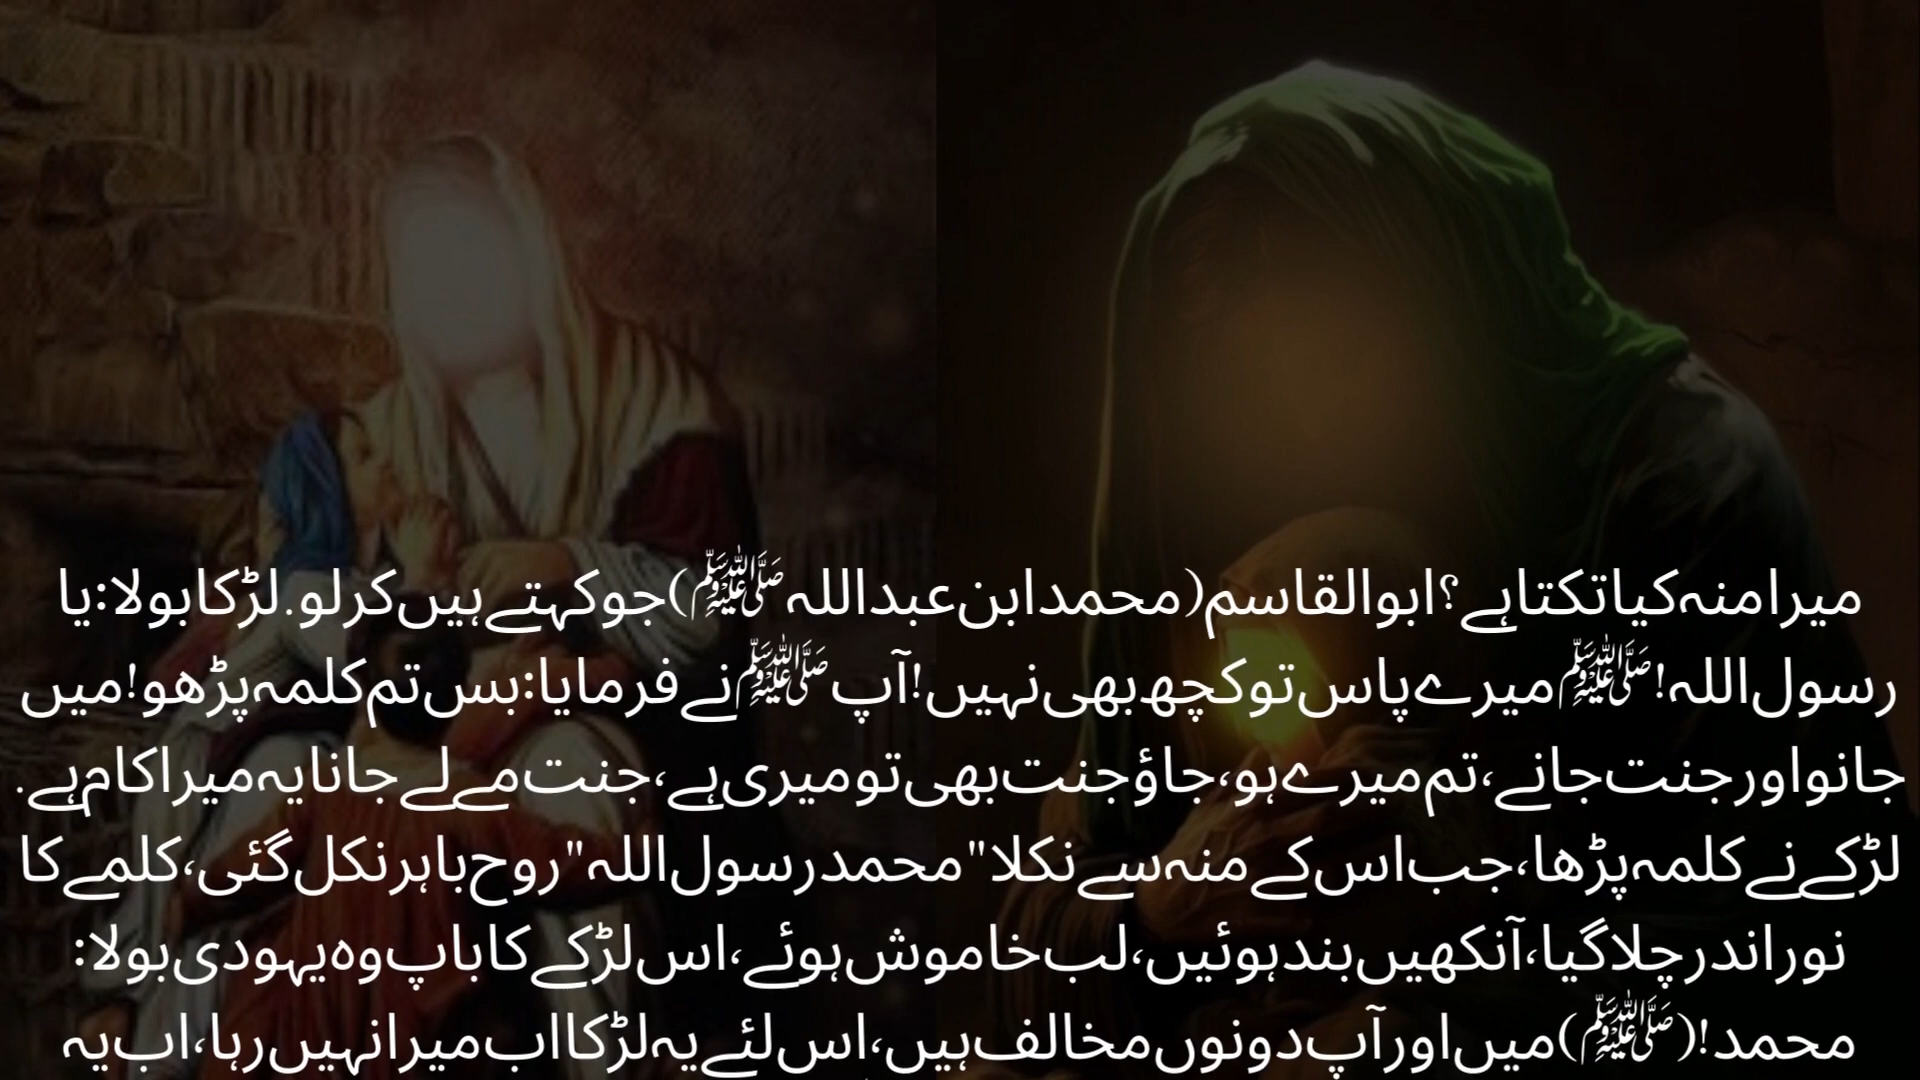 میرا منہ کیا تکتا ہے؟ ابوالقاسم (محمد ابن عبداللہ ﷺ) جو کہتے ہیں کر لو. لڑکا بولا: یا
رسول اللہ! ﷺ میرے پاس تو کچھ بھی نہیں! آپ ﷺ نے فرمایا: بس تم کلمہ پڑھو! میں
جانو اور جنت جانے، تم میرے ہو، جاؤ جنت بھی تو میری ہے، جنت مے لے جانا یہ میرا کام ہے.
لڑکے نے کلمہ پڑھا، جب اس کے منہ سے نکلا "محمد رسول اللہ" روح باہر نکل گئی، کلمے کا
نور اندر چلا گیا، آنکھیں بند ہوئیں، لب خاموش ہوئے، اس لڑکے کا باپ وہ یہودی بولا:
محمد! (ﷺ) میں اور آپ دونوں مخالف ہیں، اس لئے یہ لڑکا اب میرا نہیں رہا، اب یہ